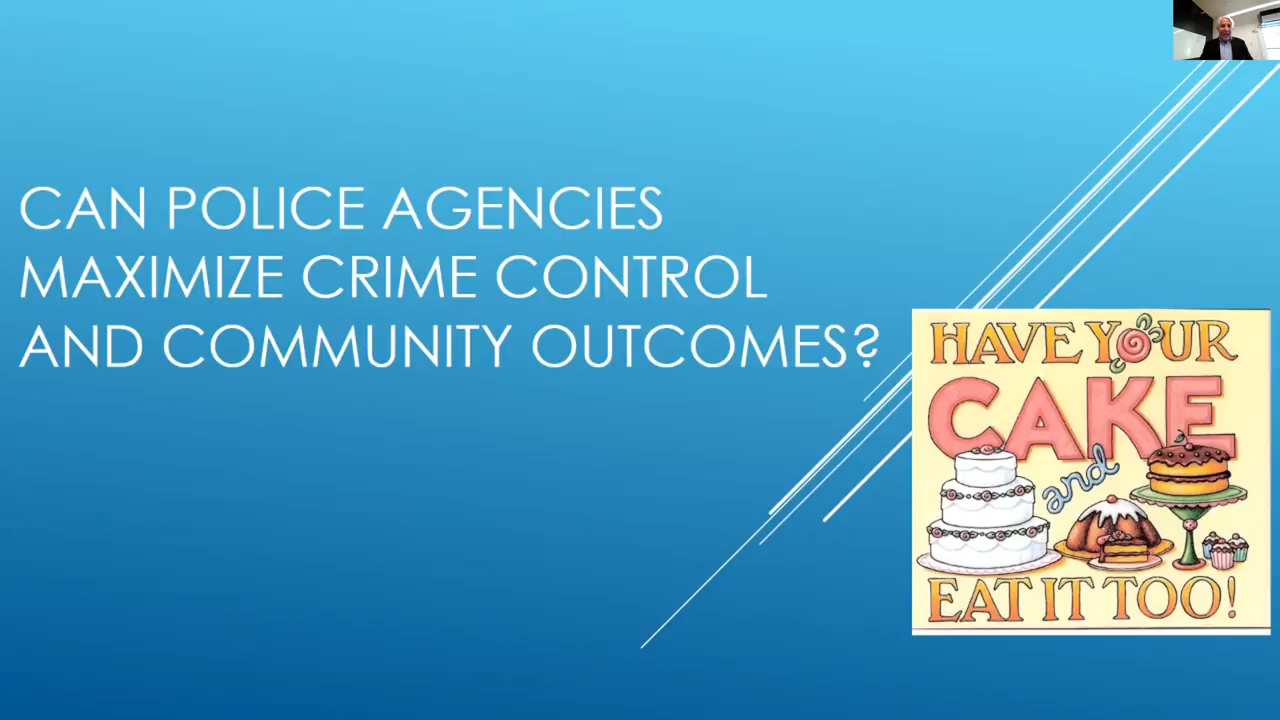 CAN POLICE AGENCIES
MAXIMIZE CRIME CONTROL
AND COMMUNITY OUTCOMES?
HAVE YOUR
CAKE
and
EAT IT TOO!